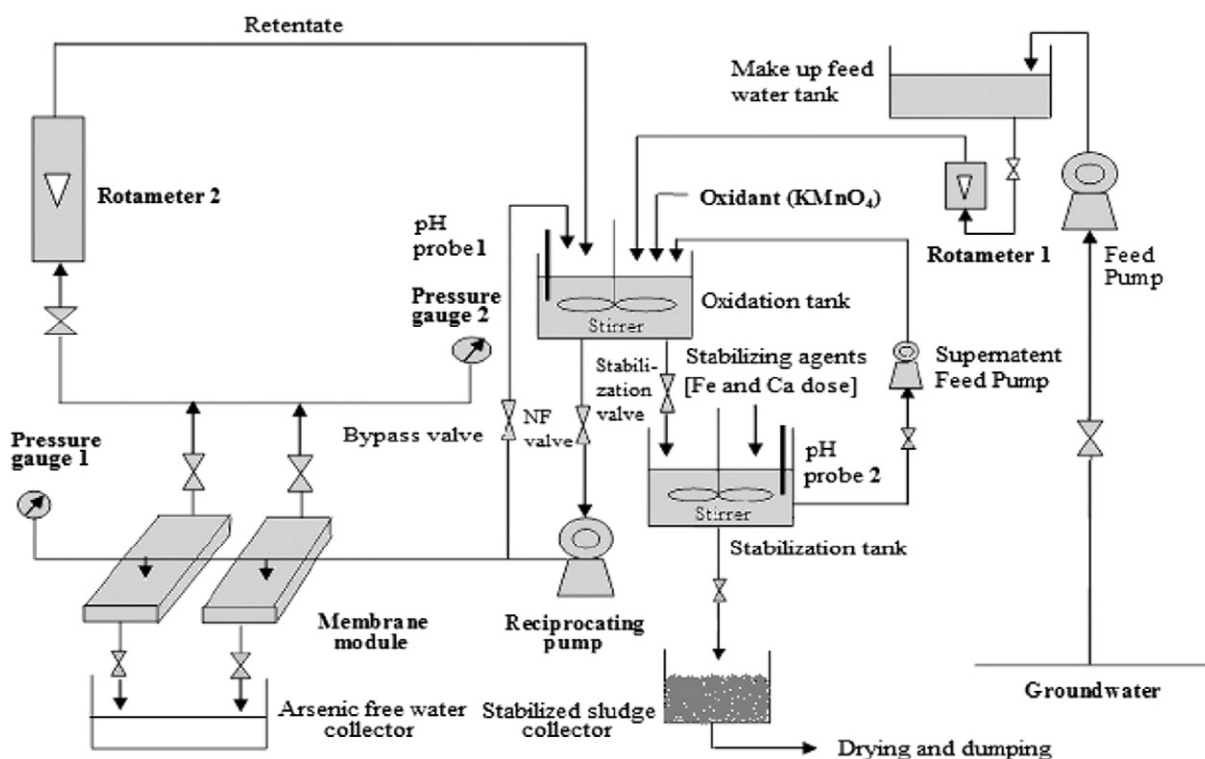 Retentate
Make up feed
water tank
Rotameter 2
Oxidant (KMnO₄)
pH
probe 1
Rotameter 1
Feed
Pump
Pressure
gauge 2
Oxidation tank
Stirrer
Stabili-
zation
valve
Stabilizing agents
[Fe and Ca dose]
Supernatent
Feed Pump
Bypass valve
NF
valve
Pressure
gauge 1
pH
probe 2
Stirrer
Stabilization tank
Membrane
module
Reciprocating
pump
Groundwater
Arsenic free water
collector
Stabilized sludge
collector
Drying and dumping